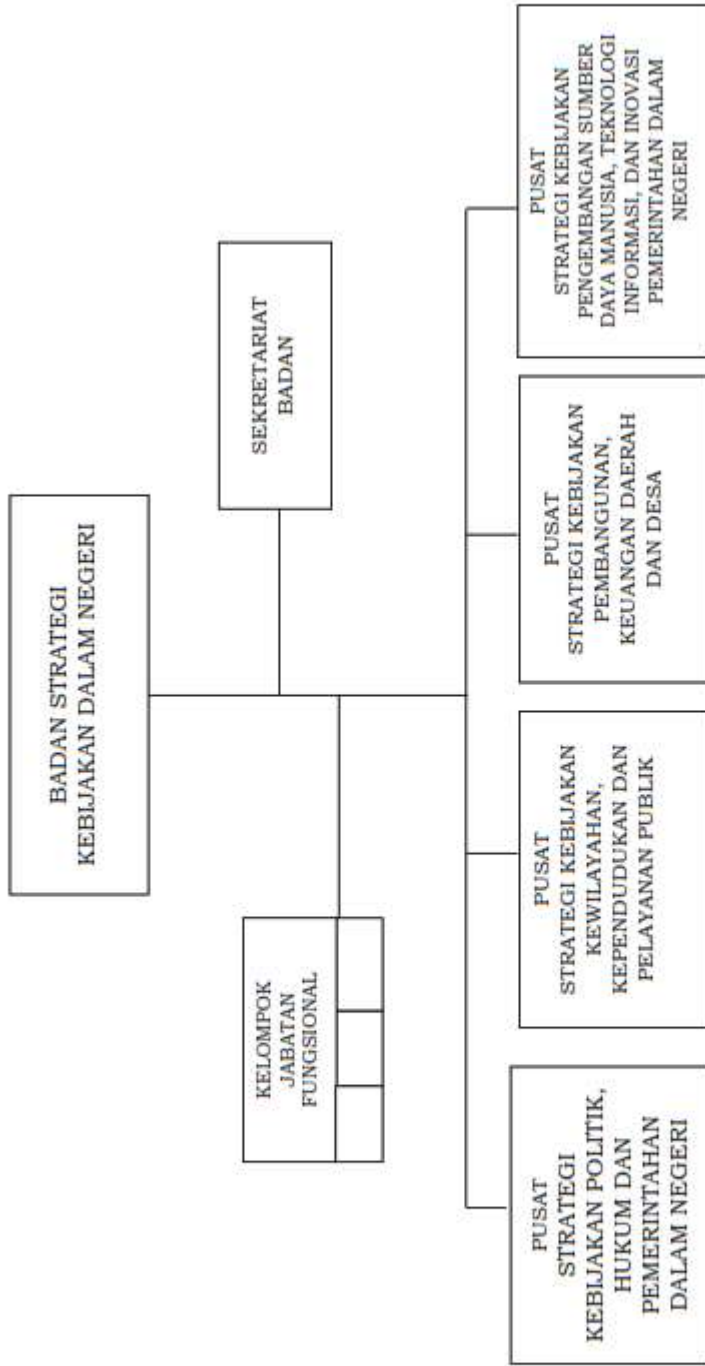 BADAN STRATEGI
KEBIJAKAN DALAM NEGERI
SEKRETARIAT
BADAN
KELOMPOK
JABATAN
FUNGSIONAL
PUSAT
STRATEGI
KEBIJAKAN POLITIK,
HUKUM DAN
PEMERINTAHAN
DALAM NEGERI
PUSAT
STRATEGI KEBIJAKAN
KEWILAYAHAN,
KEPENDUDUKAN DAN
PELAYANAN PUBLIK
PUSAT
STRATEGI KEBIJAKAN
PEMBANGUNAN,
KEUANGAN DAERAH
DAN DESA
PUSAT
STRATEGI KEBIJAKAN
PENGEMBANGAN SUMBER
DAYA MANUSIA, TEKNOLOGI
INFORMASI, DAN INOVASI
PEMERINTAHAN DALAM
NEGERI